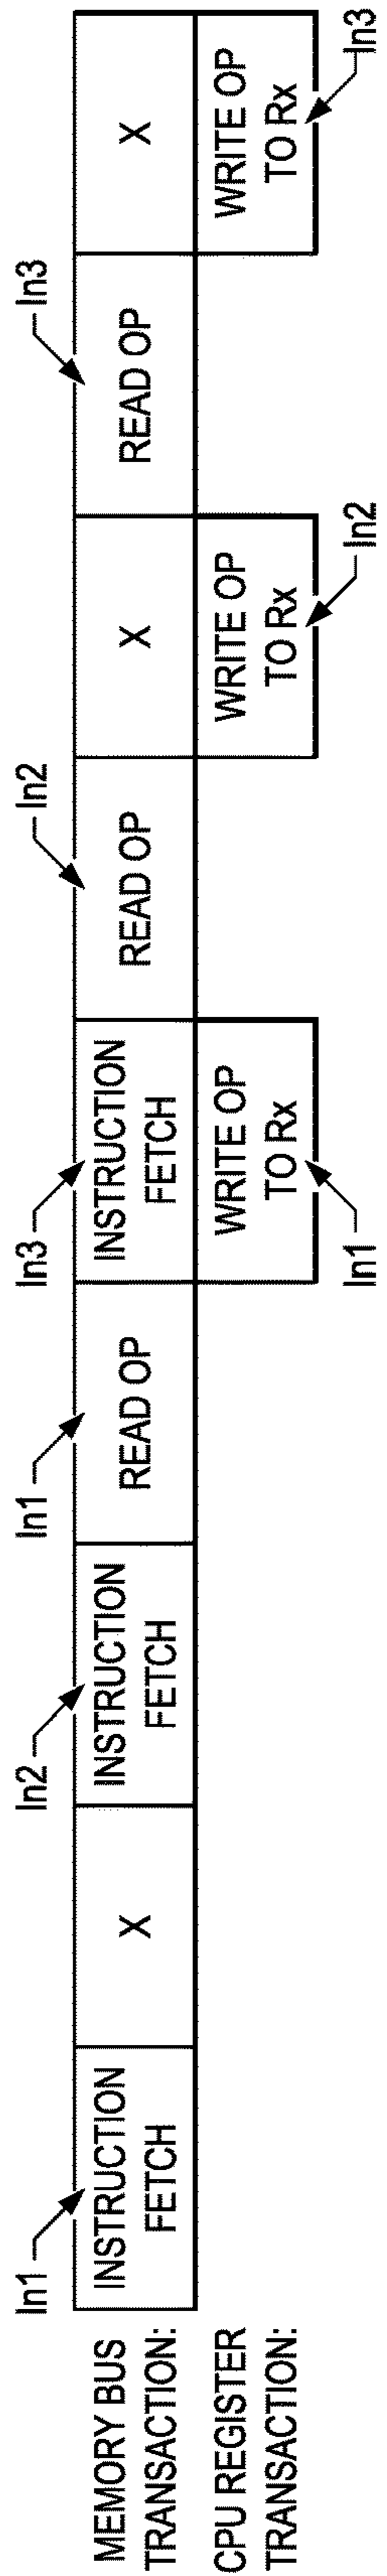 In1
In2
In1
In3
In2
In3
MEMORY BUS
TRANSACTION:
INSTRUCTION
FETCH
X
INSTRUCTION
FETCH
READ OP
INSTRUCTION
FETCH
READ OP
X
READ OP
X
CPU REGISTER
TRANSACTION:
WRITE OP
TO Rx
WRITE OP
TO Rx
WRITE OP
TO Rx
In1
In2
In3